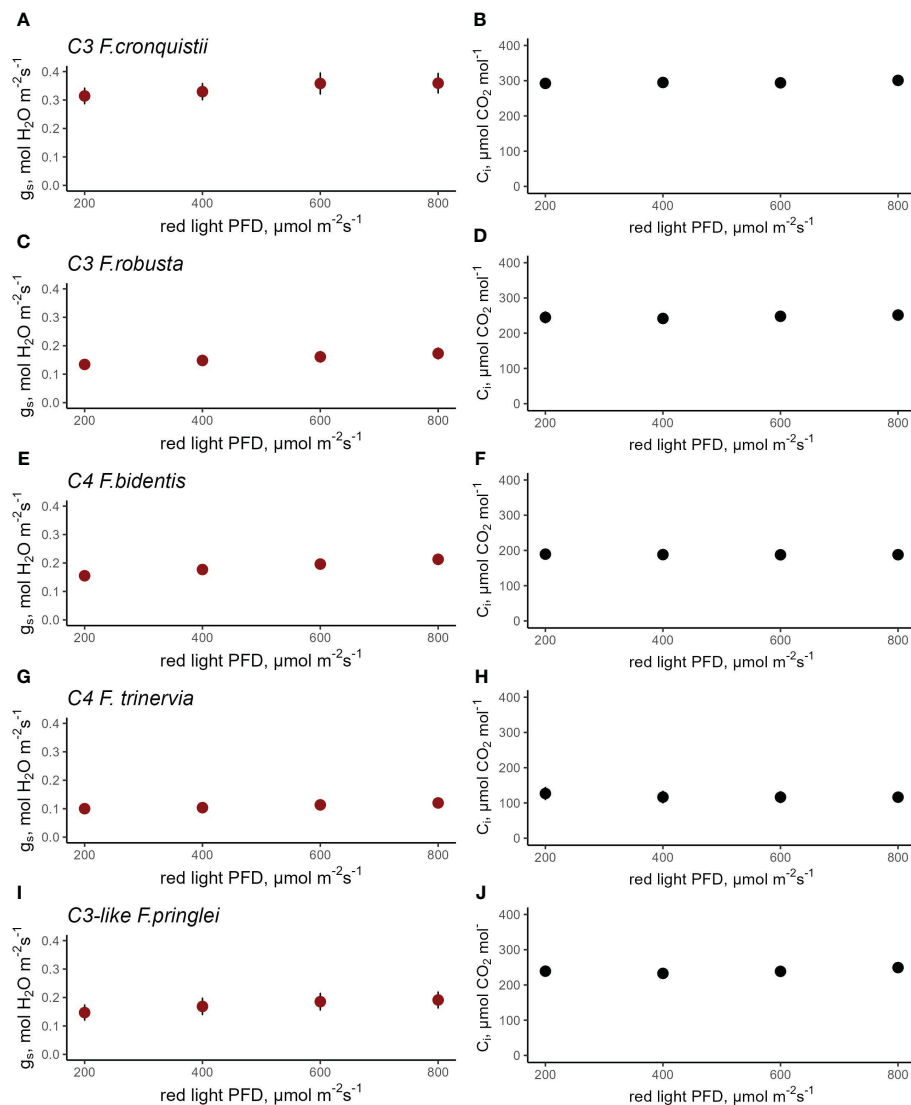 A
C3 F.cronquistii
gₛ, mol H₂O m⁻²s⁻¹
0.4
0.3
0.2
0.1
0.0
200 400 600 800
red light PFD, µmol m⁻²s⁻¹
B
Cᵢ, µmol CO₂ mol⁻¹
400
300
200
100
0
200 400 600 800
red light PFD, µmol m⁻²s⁻¹
C
C3 F.robusta
gₛ, mol H₂O m⁻²s⁻¹
0.4
0.3
0.2
0.1
0.0
200 400 600 800
red light PFD, µmol m⁻²s⁻¹
D
Cᵢ, µmol CO₂ mol⁻¹
400
300
200
100
0
200 400 600 800
red light PFD, µmol m⁻²s⁻¹
E
C4 F.bidentis
gₛ, mol H₂O m⁻²s⁻¹
0.4
0.3
0.2
0.1
0.0
200 400 600 800
red light PFD, µmol m⁻²s⁻¹
F
Cᵢ, µmol CO₂ mol⁻¹
400
300
200
100
0
200 400 600 800
red light PFD, µmol m⁻²s⁻¹
G
C4 F. trinervia
gₛ, mol H₂O m⁻²s⁻¹
0.4
0.3
0.2
0.1
0.0
200 400 600 800
red light PFD, µmol m⁻²s⁻¹
H
Cᵢ, µmol CO₂ mol⁻¹
400
300
200
100
0
200 400 600 800
red light PFD, µmol m⁻²s⁻¹
I
C3-like F.pringlei
gₛ, mol H₂O m⁻²s⁻¹
0.4
0.3
0.2
0.1
0.0
200 400 600 800
red light PFD, µmol m⁻²s⁻¹
J
Cᵢ, µmol CO₂ mol⁻
400
300
200
100
0
200 400 600 800
red light PFD, µmol m⁻²s⁻¹